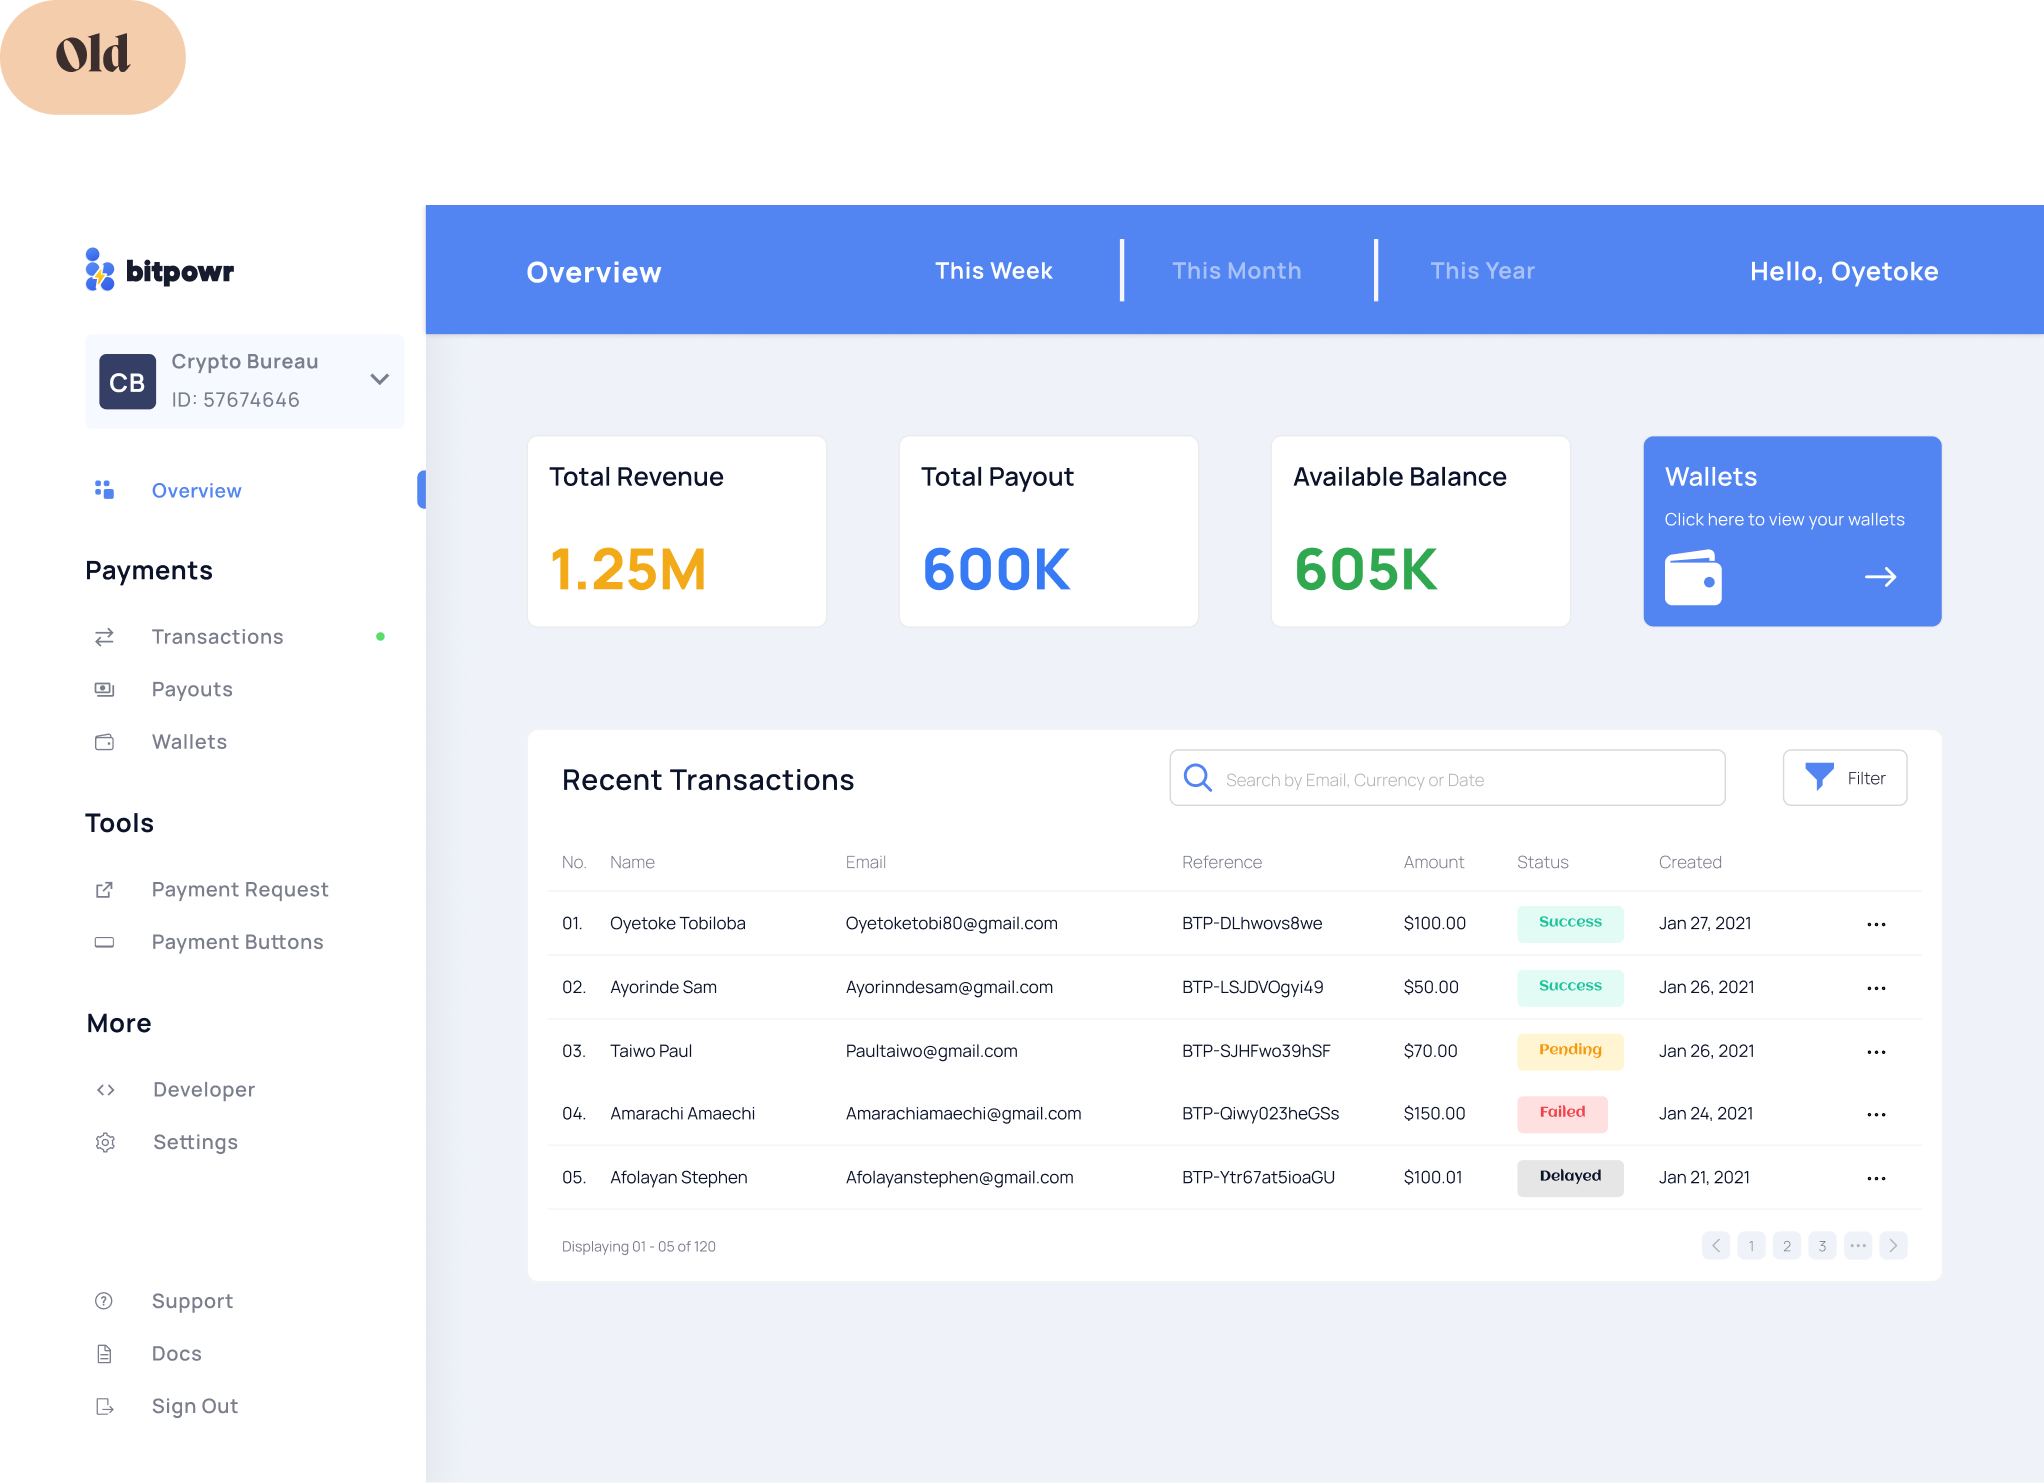 Old
bitpowr
CB
Crypto Bureau
ID: 57674646
Overview
Payments
Transactions
Payouts
Wallets
Tools
Payment Request
Payment Buttons
More
Developer
Settings
Support
Docs
Sign Out
Overview
This Week
This Month
This Year
Hello, Oyetoke
Total Revenue
1.25M
Total Payout
600K
Available Balance
605K
Wallets
Click here to view your wallets
Recent Transactions
Search by Email, Currency or Date
Filter
No. Name Email Reference Amount Status Created
01. Oyetoke Tobiloba Oyetoketobi80@gmail.com BTP-DLhwovs8we $100.00 Success Jan 27, 2021 ...
02. Ayorinde Sam Ayorinndesam@gmail.com BTP-LSJDVOgyi49 $50.00 Success Jan 26, 2021 ...
03. Taiwo Paul Paultaiwo@gmail.com BTP-SJHFwo39hSF $70.00 Pending Jan 26, 2021 ...
04. Amarachi Amaechi Amarachiamaechi@gmail.com BTP-Qiwy023heGSs $150.00 Failed Jan 24, 2021 ...
05. Afolayan Stephen Afolayanstephen@gmail.com BTP-Ytr67at5ioaGU $100.01 Delayed Jan 21, 2021 ...
Displaying 01 - 05 of 120
1 2 3 ...